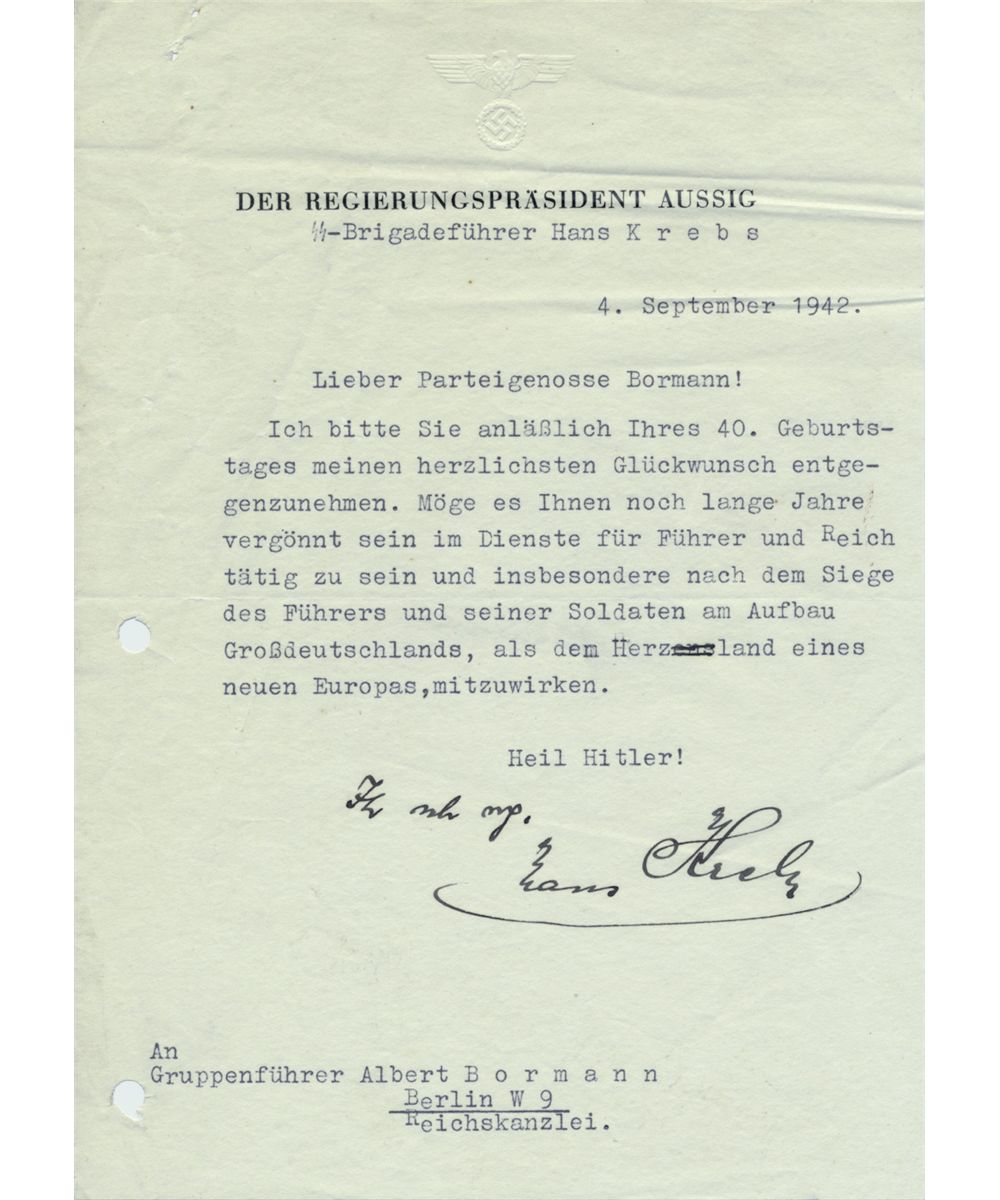 DER REGIERUNGSPRÄSIDENT AUSSIG
SS-Brigadeführer Hans K r e b s
4. September 1942.
Lieber Parteigenosse Bormann!
Ich bitte Sie anläßlich Ihres 40. Geburts-
tages meinen herzlichsten Glückwunsch entge-
genzunehmen. Möge es Ihnen noch lange Jahre
vergönnt sein im Dienste für Führer und Reich
tätig zu sein und insbesondere nach dem Siege
des Führers und seiner Soldaten am Aufbau
Großdeutschlands, als dem Herzland eines
neuen Europas,mitzuwirken.
Heil Hitler!
Hans Krebs
An
Gruppenführer Albert B o r m a n n
Berlin W 9
Reichskanzlei.